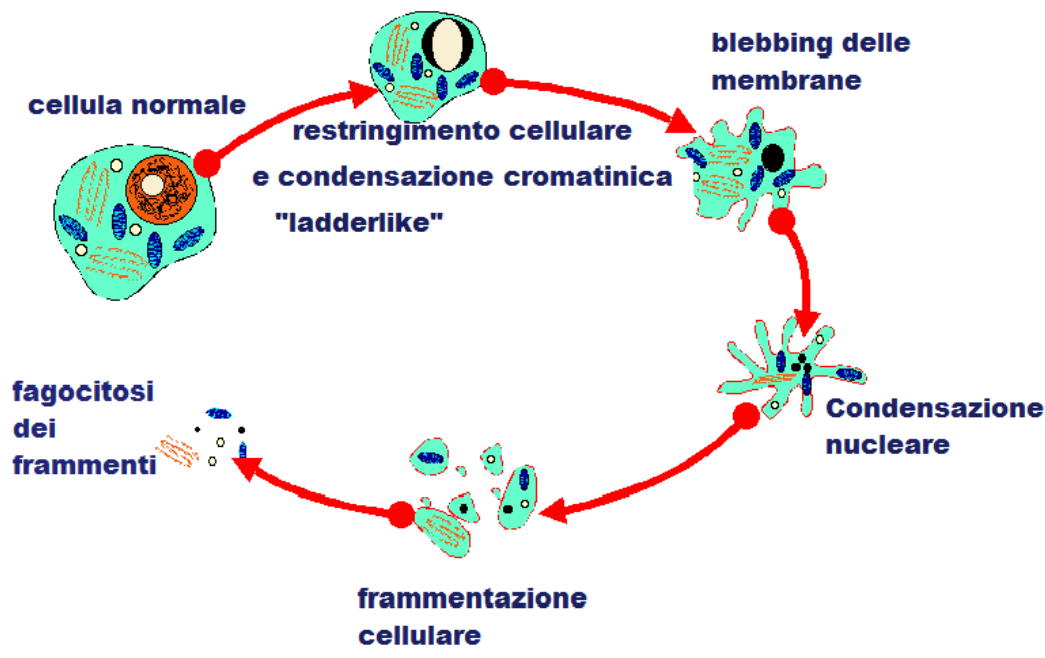 cellula normale
restringimento cellulare
e condensazione cromatinica
"ladderlike"
blebbing delle
membrane
Condensazione
nucleare
frammentazione
cellulare
fagocitosi
dei
frammenti